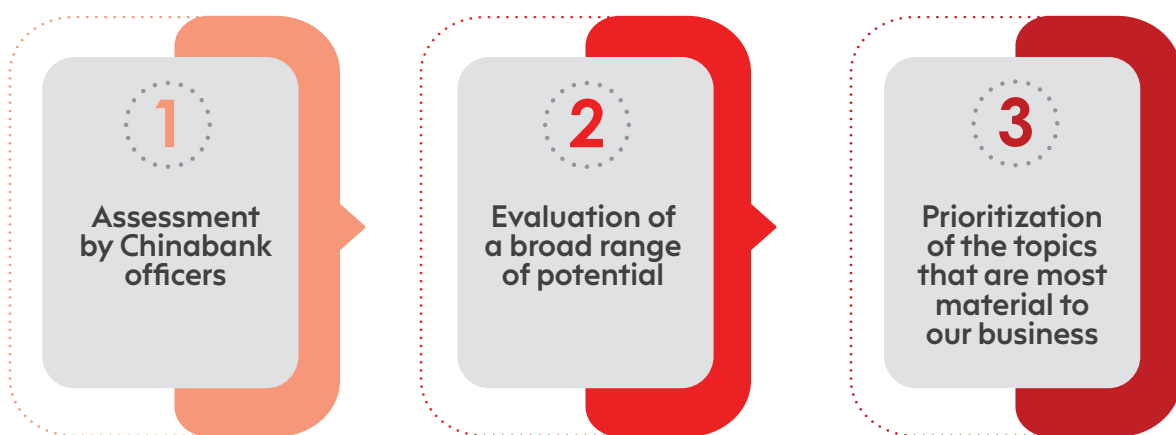 1
Assessment
by Chinabank
officers
2
Evaluation of
a broad range
of potential
3
Prioritization
of the topics
that are most
material to
our business